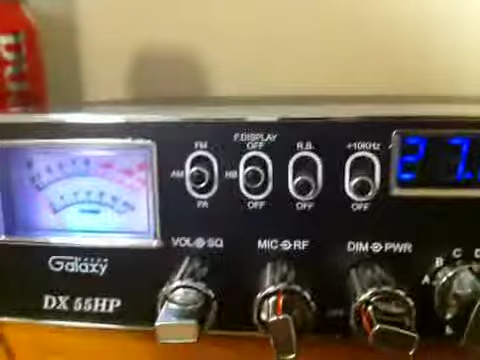 FM
F.DISPLAY
OFF
R.B.
+10KHz
AM
NB
PA
OFF
OFF
OFF
27.
VOL SQ
MIC RF
DIM PWR
Galaxy
DX 55HP
A
B
C
D